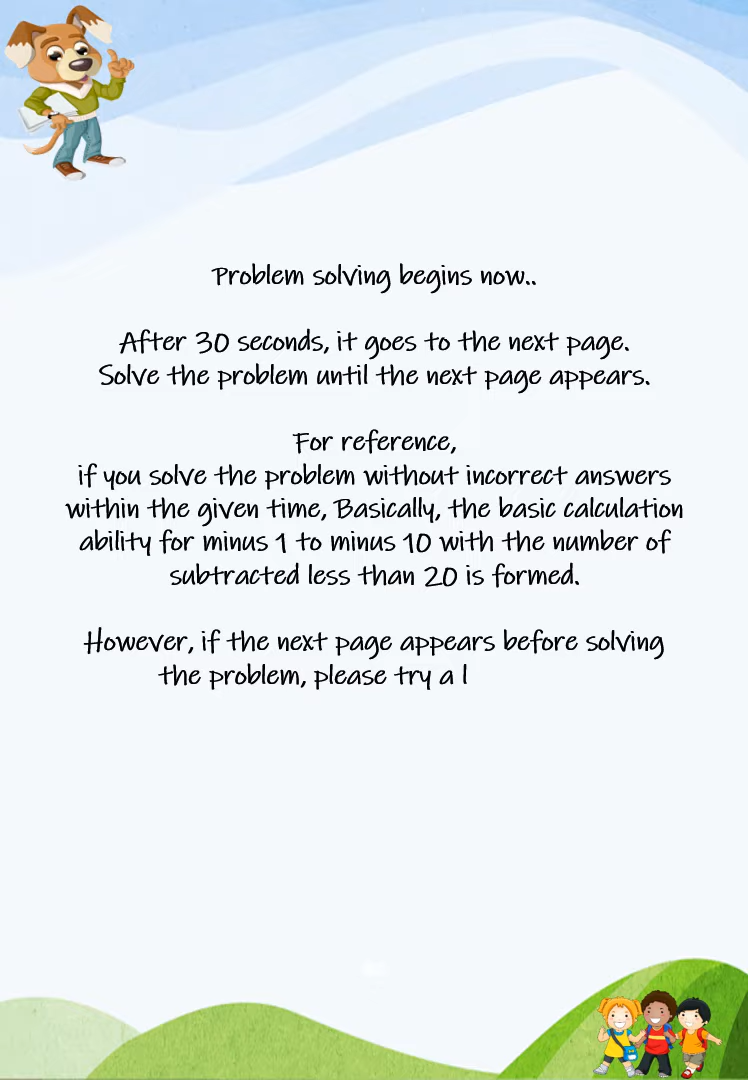 Problem solving begins now..
After 30 seconds, it goes to the next page.
Solve the problem until the next page appears.
For reference,
if you solve the problem without incorrect answers
within the given time, Basically, the basic calculation
ability for minus 1 to minus 10 with the number of
subtracted less than 20 is formed.
However, if the next page appears before solving
the problem, please try a l